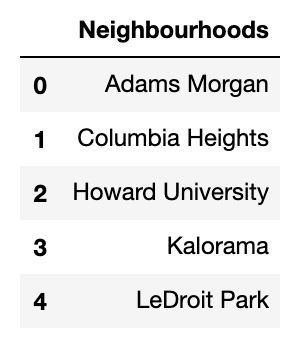 Neighbourhoods
0 Adams Morgan
1 Columbia Heights
2 Howard University
3 Kalorama
4 LeDroit Park